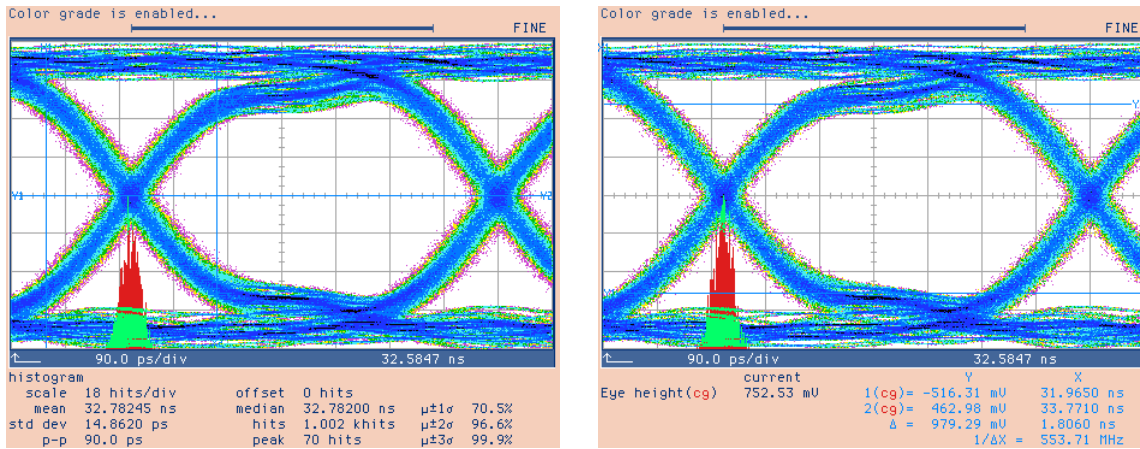 Color grade is enabled...
FINE
Y1
Y2
90.0 ps/div 32.5847 ns
histogram
scale 18 hits/div offset 0 hits
mean 32.78245 ns median 32.78200 ns µ±1σ 70.5%
std dev 14.8620 ps hits 1.002 khits µ±2σ 96.6%
p-p 90.0 ps peak 70 hits µ±3σ 99.9%
Color grade is enabled...
FINE
90.0 ps/div 32.5847 ns
current Y X
Eye height(cg) 752.53 mV 1(cg)= -516.31 mV 31.9650 ns
2(cg)= 462.98 mV 33.7710 ns
Δ = 979.29 mV 1.8060 ns
1/ΔX = 553.71 MHz